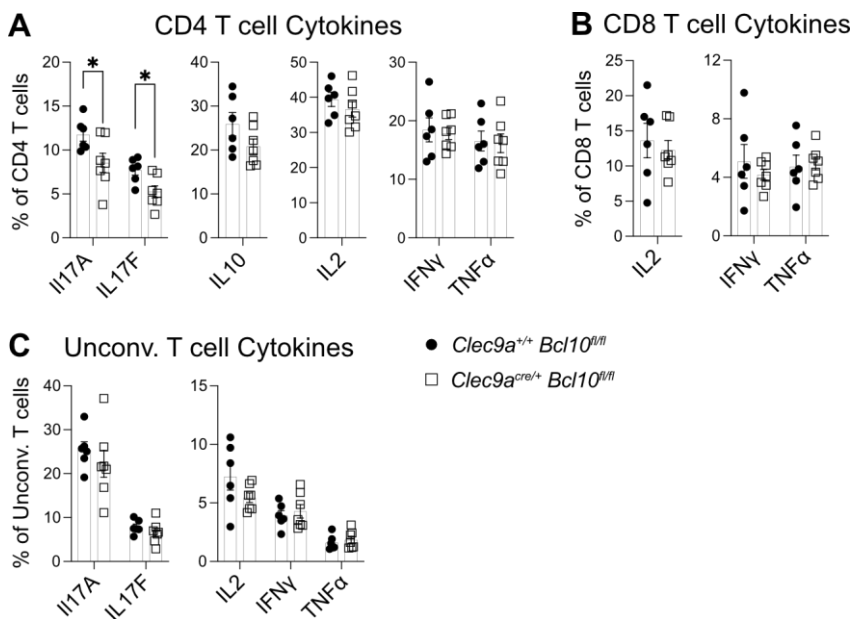 A CD4 T cell Cytokines
B CD8 T cell Cytokines
% of CD4 T cells
20
15
10
5
0
* *
Il17A
IL17F
40
30
20
10
0
IL10
60
40
20
0
IL2
40
30
20
10
0
IFNγ
TNFα
% of CD8 T cells
25
20
15
10
5
0
IL2
12
8
4
0
IFNγ
TNFα
C Unconv. T cell Cytokines
% of Unconv. T cells
40
30
20
10
0
Il17A
IL17F
15
10
5
0
IL2
IFNγ
TNFα
Clec9a+/+ Bcl10fl/fl
Clec9acre/+ Bcl10fl/fl